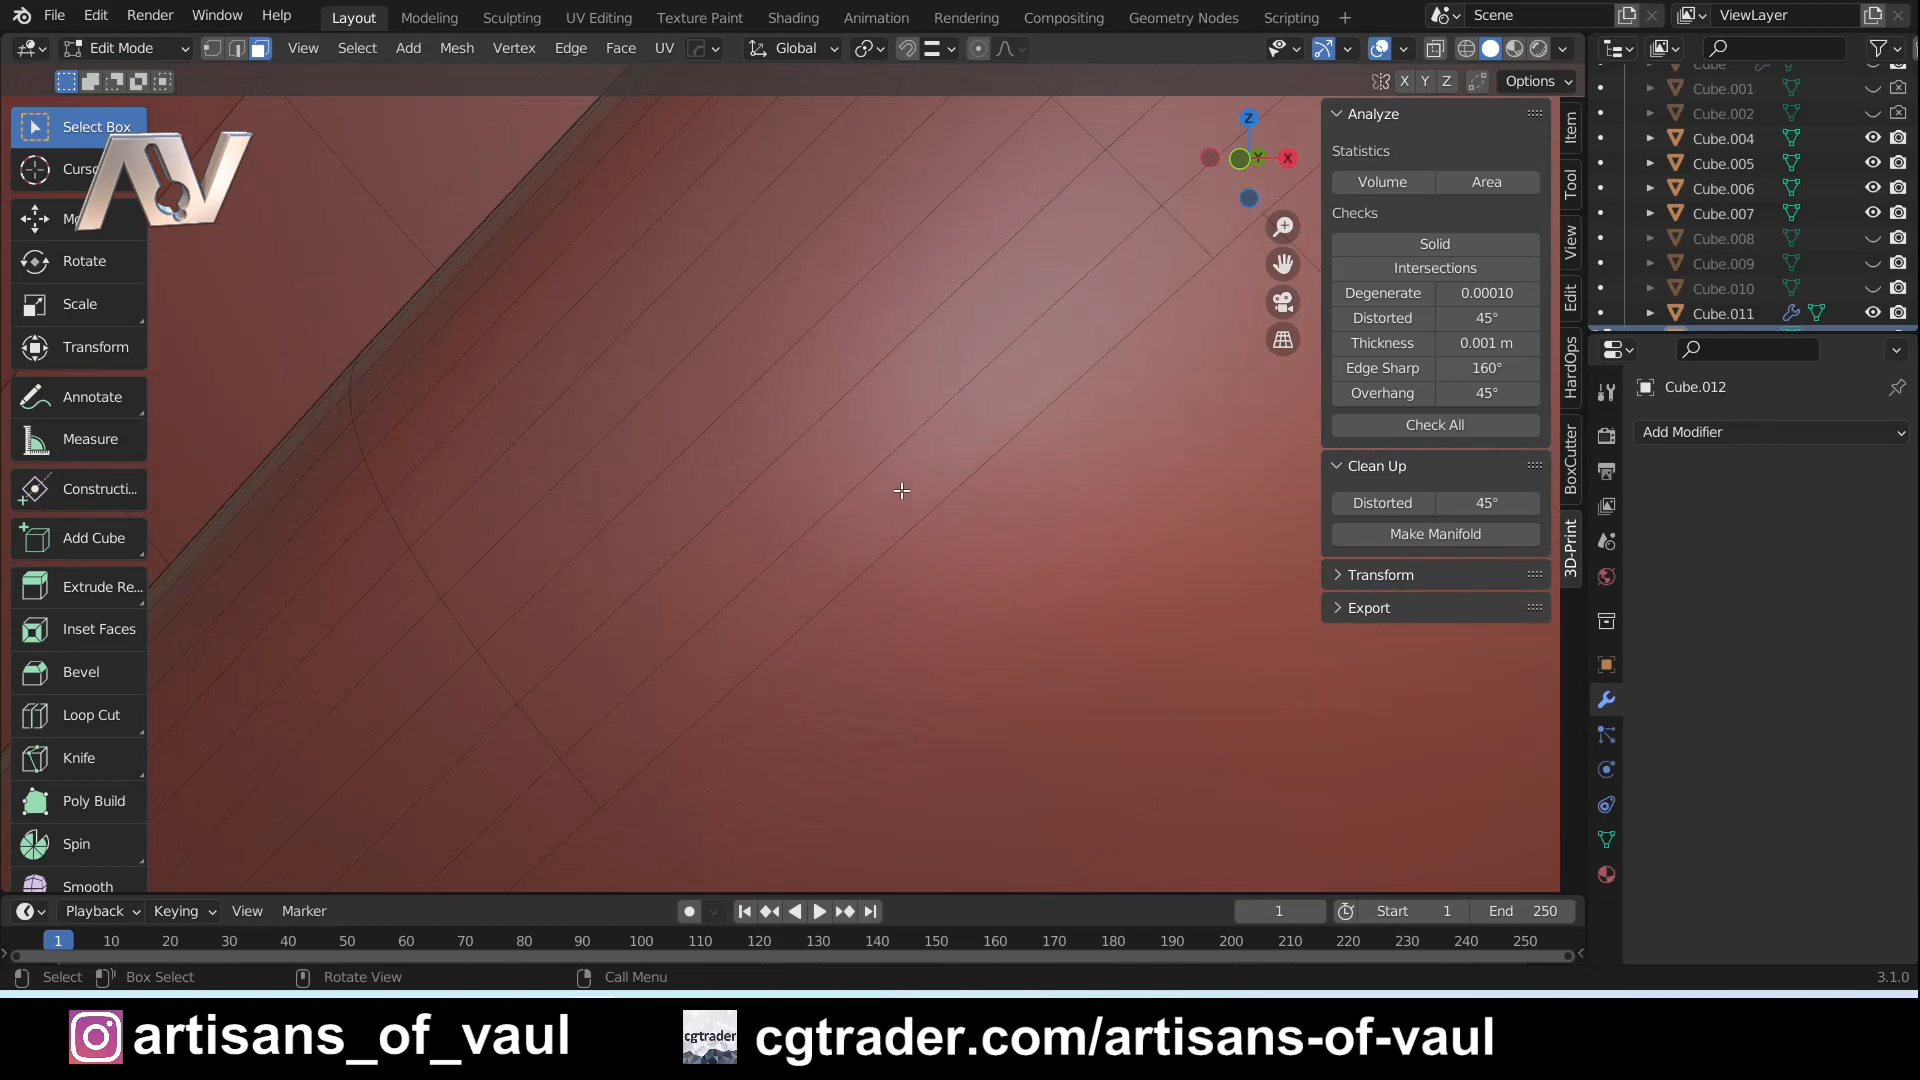 File Edit Render Window Help Layout Modeling Sculpting UV Editing Texture Paint Shading Animation Rendering Compositing Geometry Nodes Scripting + Scene ViewLayer
Edit Mode View Select Add Mesh Vertex Edge Face UV Global
X Y Z Options
Select Box
Rotate
Scale
Transform
Annotate
Measure
Constructi...
Add Cube
Extrude Re...
Inset Faces
Bevel
Loop Cut
Knife
Poly Build
Spin
Smooth
AV
Z
Y
X
Analyze
Statistics
Volume Area
Checks
Solid
Intersections
Degenerate 0.00010
Distorted 45°
Thickness 0.001 m
Edge Sharp 160°
Overhang 45°
Check All
Clean Up
Distorted 45°
Make Manifold
Transform
Export
Item
Tool
View
Edit
HardOps
BoxCutter
3D-Print
Cube
Cube.001
Cube.002
Cube.004
Cube.005
Cube.006
Cube.007
Cube.008
Cube.009
Cube.010
Cube.011
Cube.012
Add Modifier
Playback Keying View Marker 1 Start 1 End 250
1 10 20 30 40 50 60 70 80 90 100 110 120 130 140 150 160 170 180 190 200 210 220 230 240 250
Select Box Select Rotate View Call Menu 3.1.0
artisans_of_vaul cgtrader cgtrader.com/artisans-of-vaul